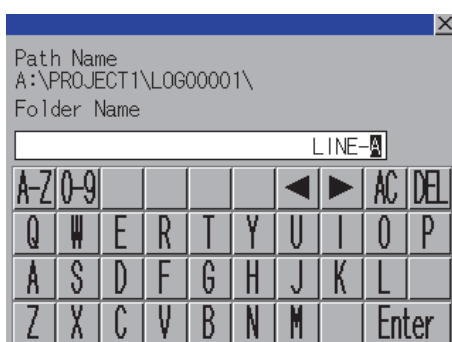 Path Name
A:\PROJECT1\LOG00001\
Folder Name
LINE-A
A-Z 0-9 ◀ ▶ AC DEL
Q W E R T Y U I O P
A S D F G H J K L
Z X C V B N M Enter